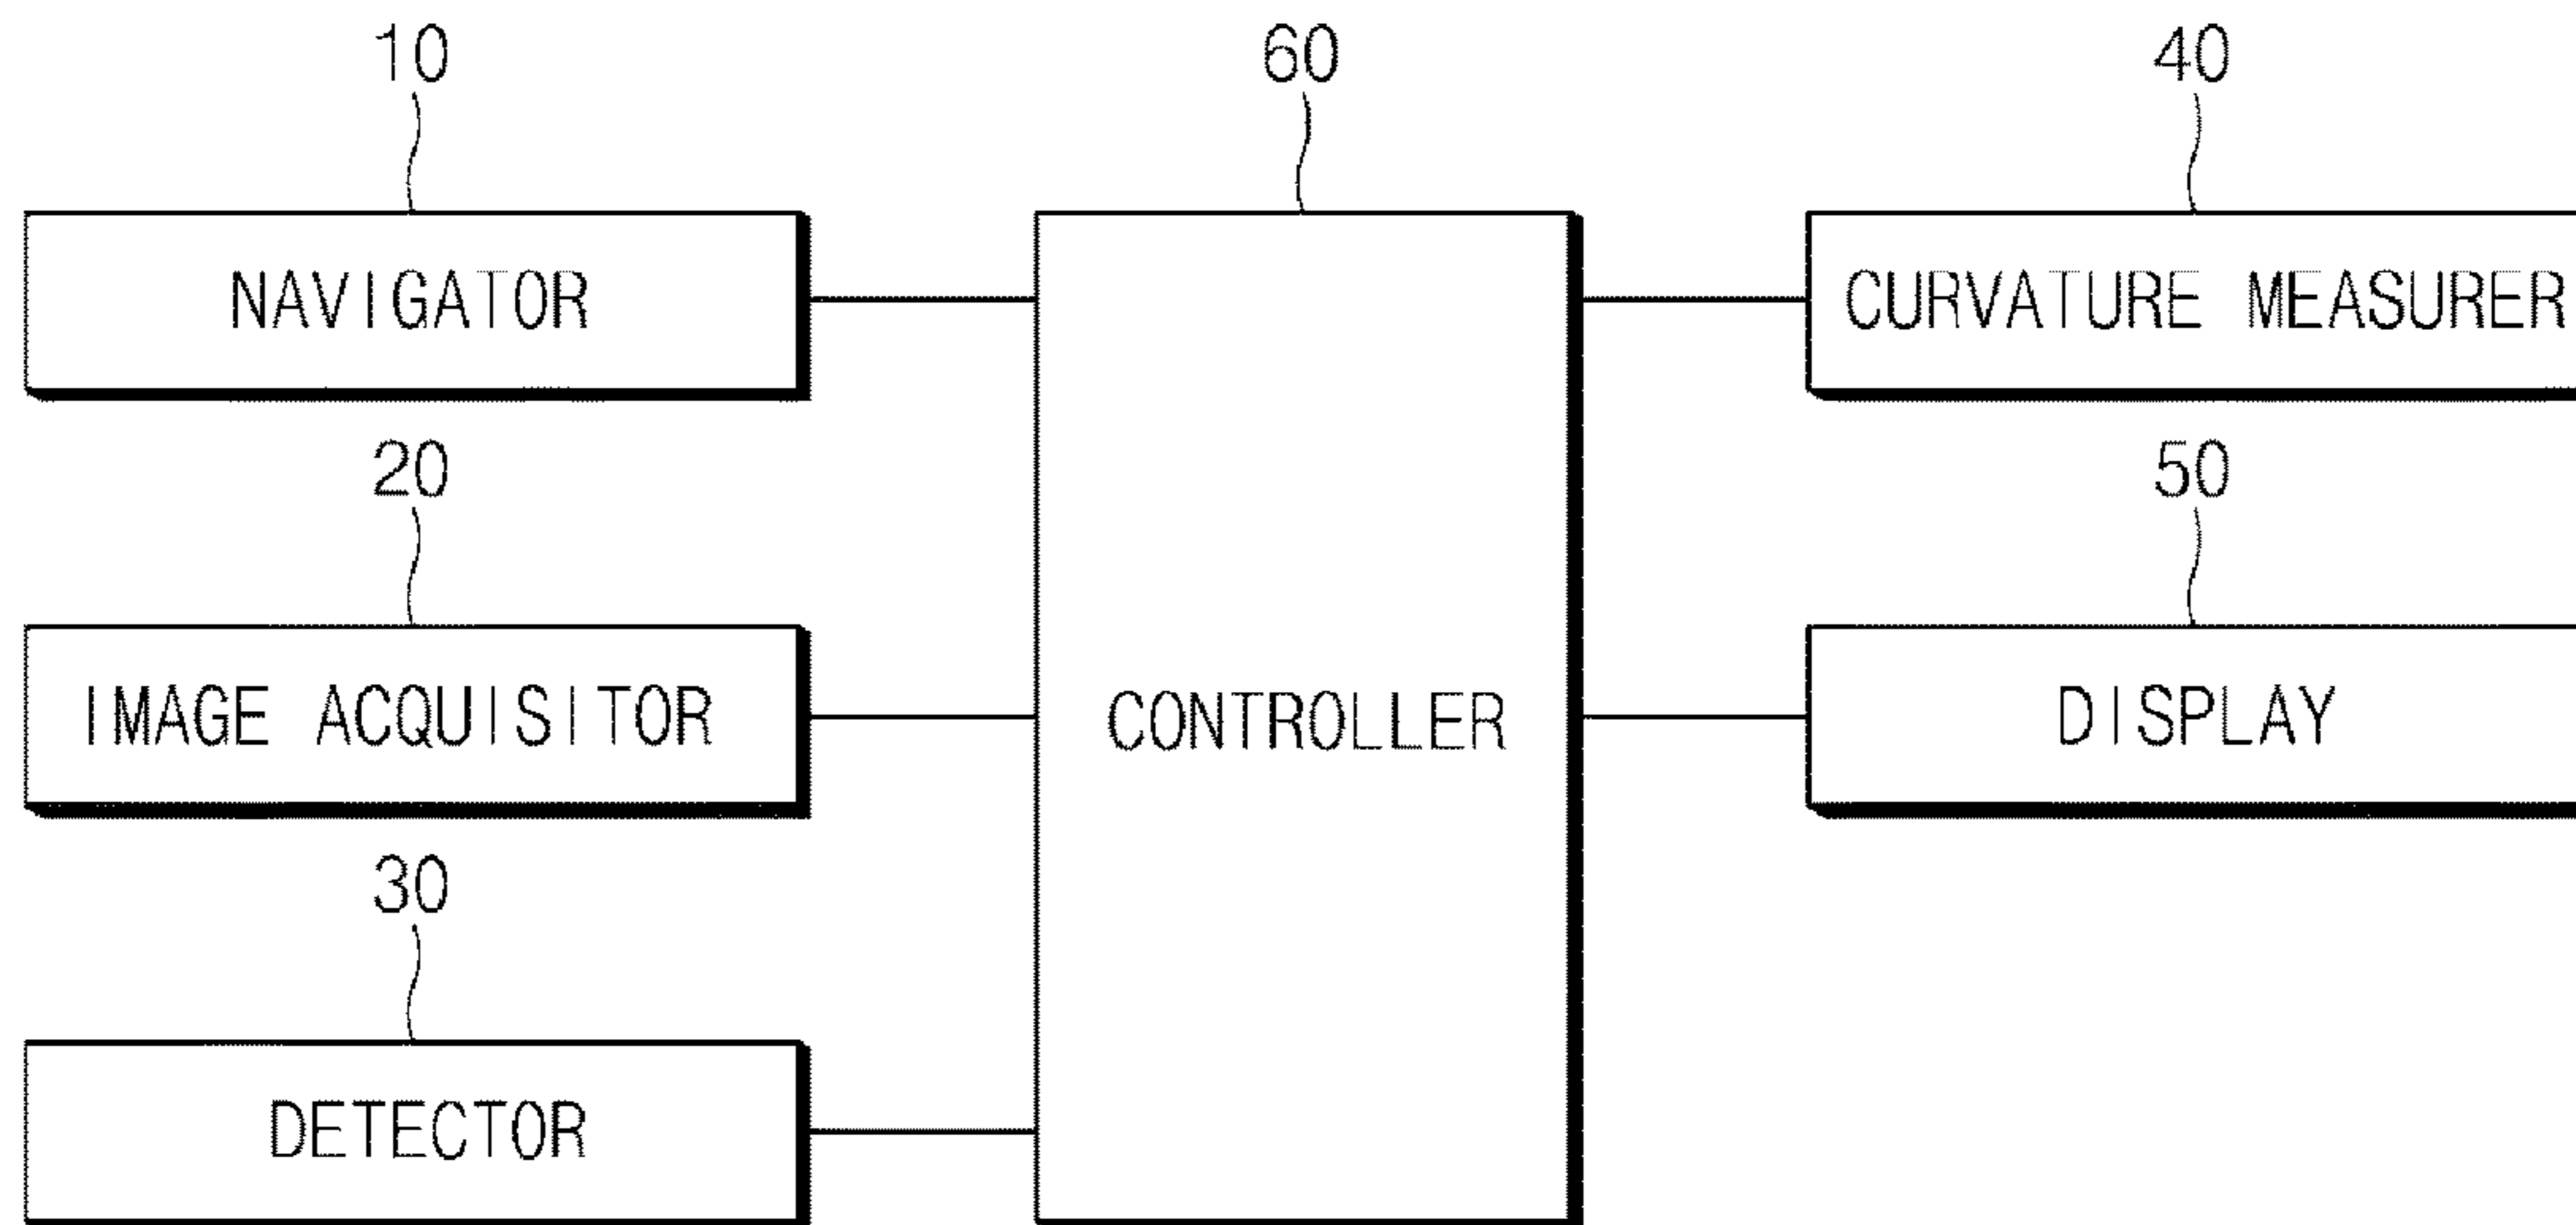 10 60 40
NAVIGATOR CURVATURE MEASURER
20 50
IMAGE ACQUISITOR CONTROLLER DISPLAY
30
DETECTOR